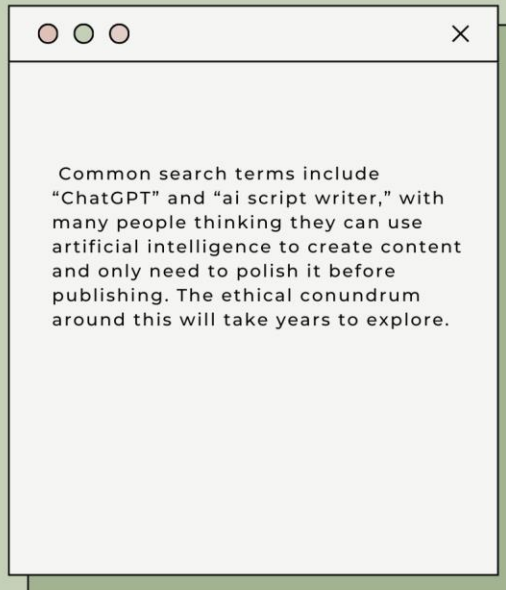 Common search terms include
“ChatGPT” and “ai script writer,” with
many people thinking they can use
artificial intelligence to create content
and only need to polish it before
publishing. The ethical conundrum
around this will take years to explore.